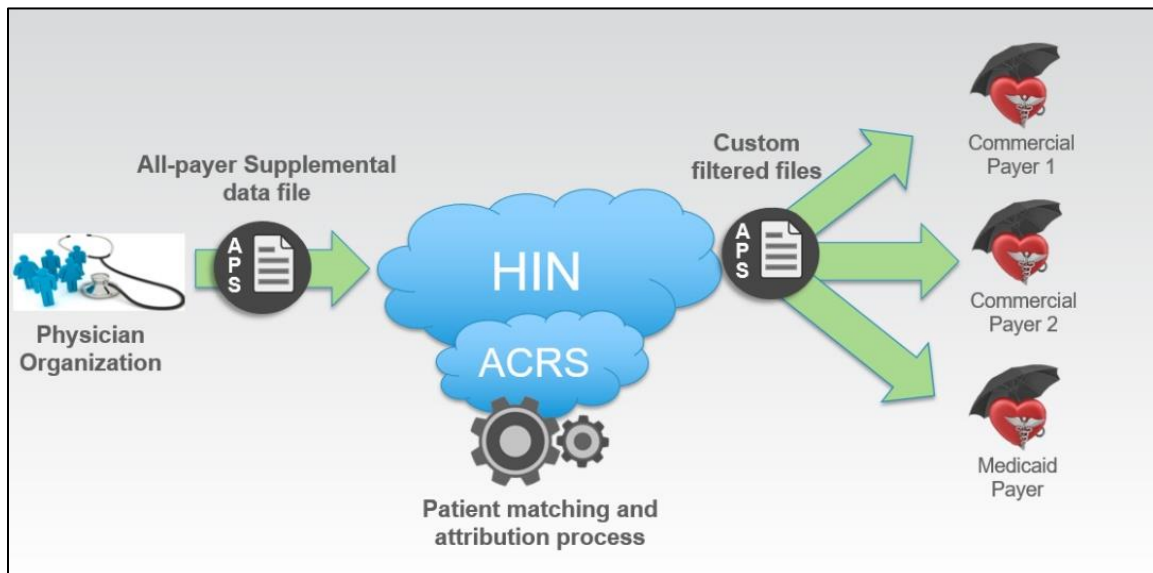 All-payer Supplemental
data file
A
P
S
Physician
Organization
HIN
ACRS
Patient matching and
attribution process
Custom
filtered files
A
P
S
Commercial
Payer 1
Commercial
Payer 2
Medicaid
Payer